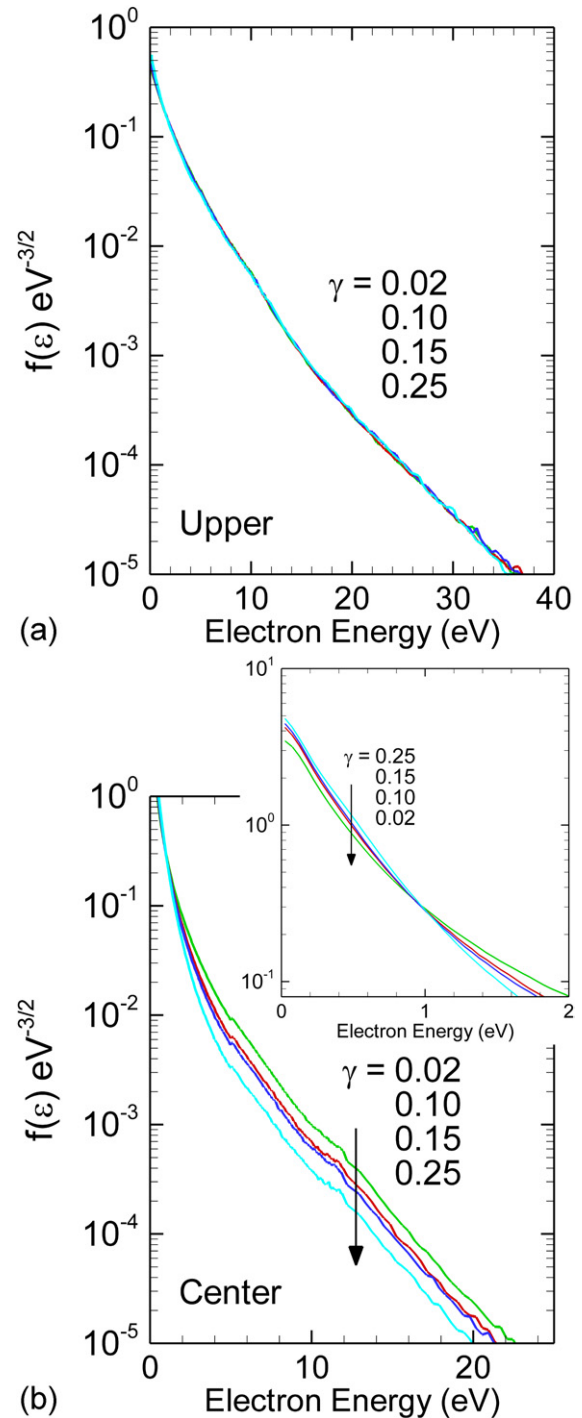 10^0
10^-1
10^-2
10^-3
10^-4
10^-5
f(ε) eV^-3/2
γ = 0.02
0.10
0.15
0.25
Upper
0 10 20 30 40
(a) Electron Energy (eV)
10^1
10^0
10^-1
γ = 0.25
0.15
0.10
0.02
0 1 2
Electron Energy (eV)
10^0
10^-1
10^-2
10^-3
10^-4
10^-5
f(ε) eV^-3/2
γ = 0.02
0.10
0.15
0.25
Center
0 10 20
(b) Electron Energy (eV)